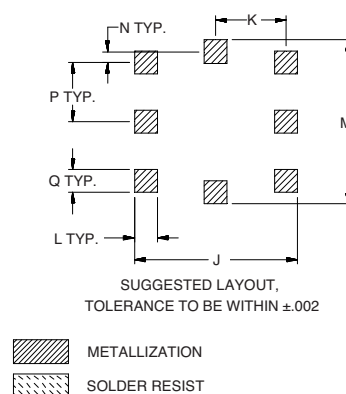 N TYP.
K
P TYP.
M
Q TYP.
L TYP.
J
SUGGESTED LAYOUT,
TOLERANCE TO BE WITHIN ±.002
METALLIZATION
SOLDER RESIST